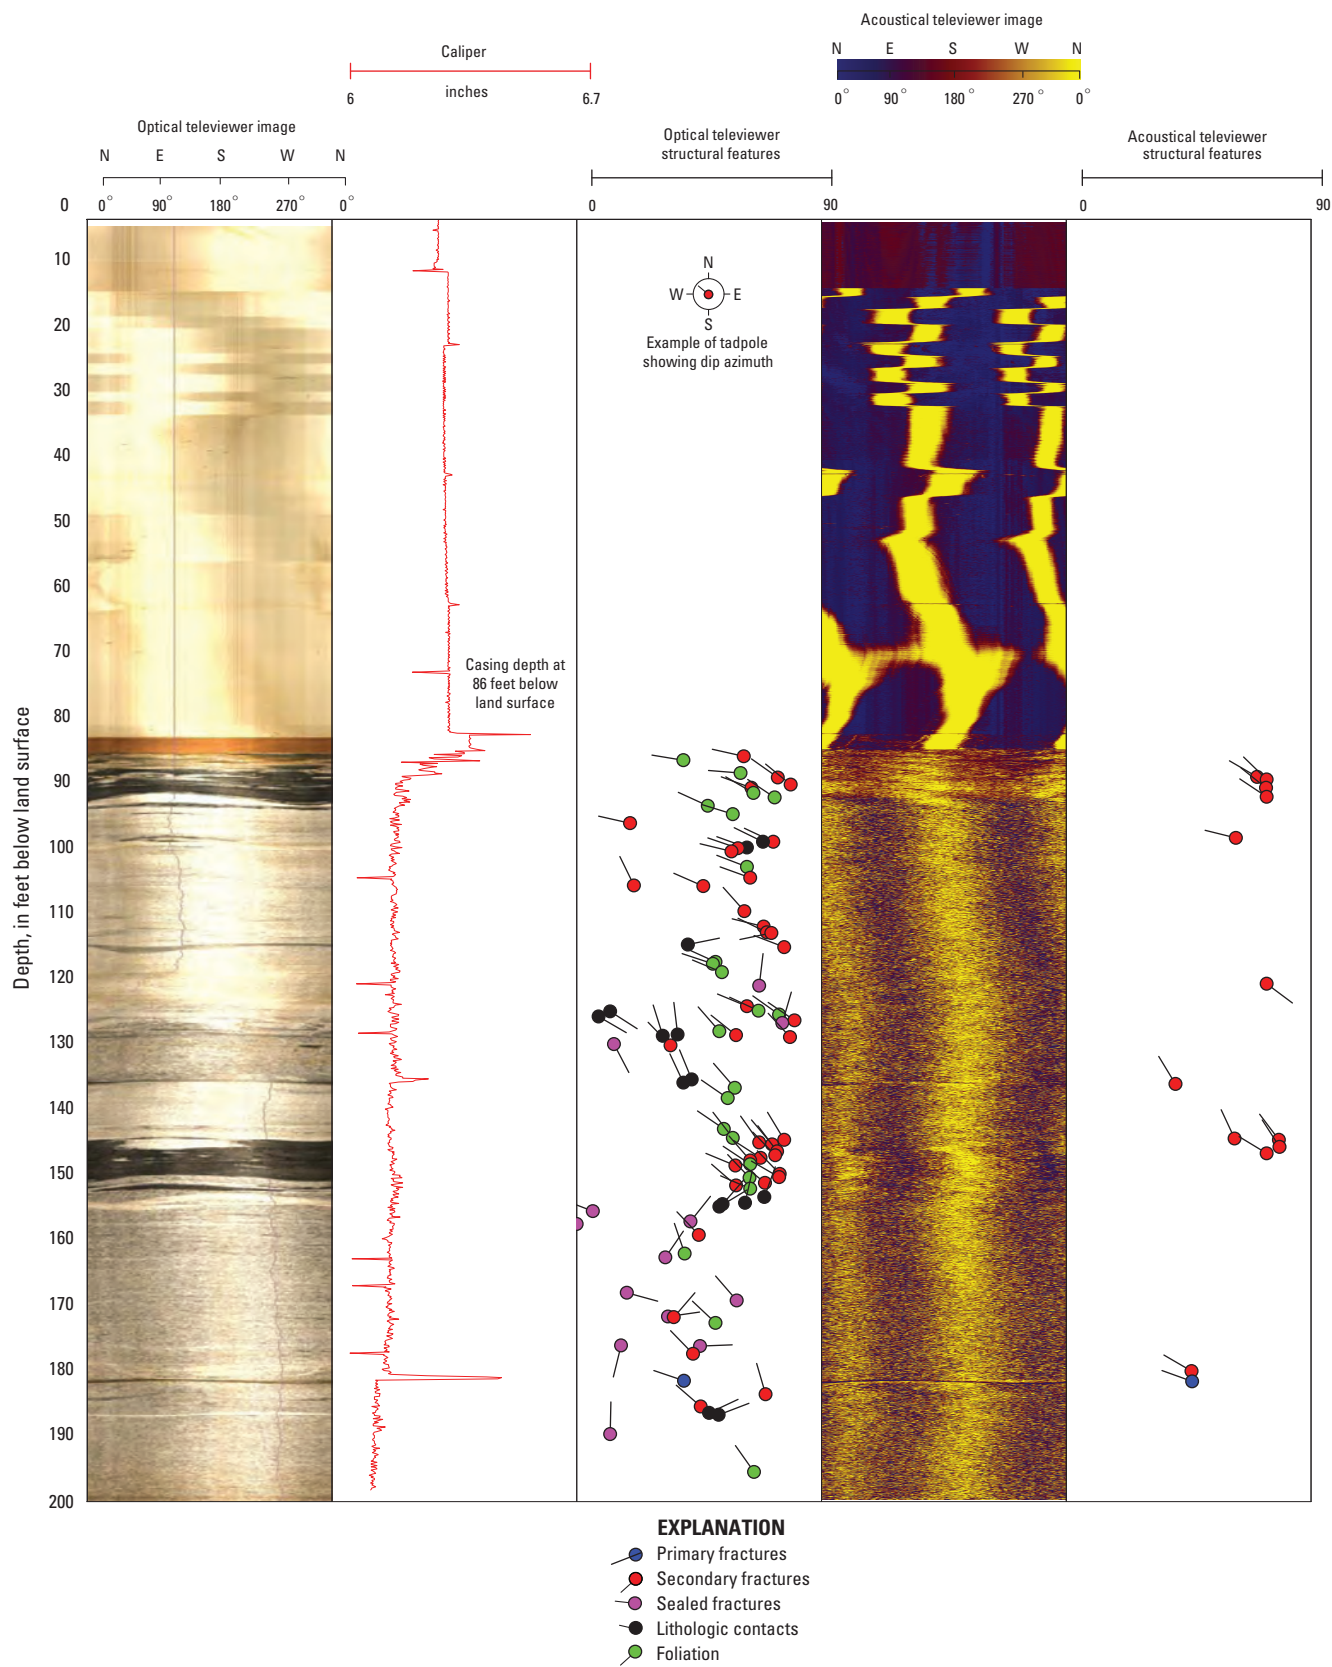 Acoustical televiewer image
N E S W N
0° 90° 180° 270° 0°
Caliper
inches
6 6.7
Optical televiewer image
N E S W N
0° 90° 180° 270° 0°
Optical televiewer
structural features
0 90
Acoustical televiewer
structural features
0 90
Depth, in feet below land surface
0
10
20
30
40
50
60
70
80
90
100
110
120
130
140
150
160
170
180
190
200
N
W E
S
Example of tadpole
showing dip azimuth
Casing depth at
86 feet below
land surface
EXPLANATION
Primary fractures
Secondary fractures
Sealed fractures
Lithologic contacts
Foliation